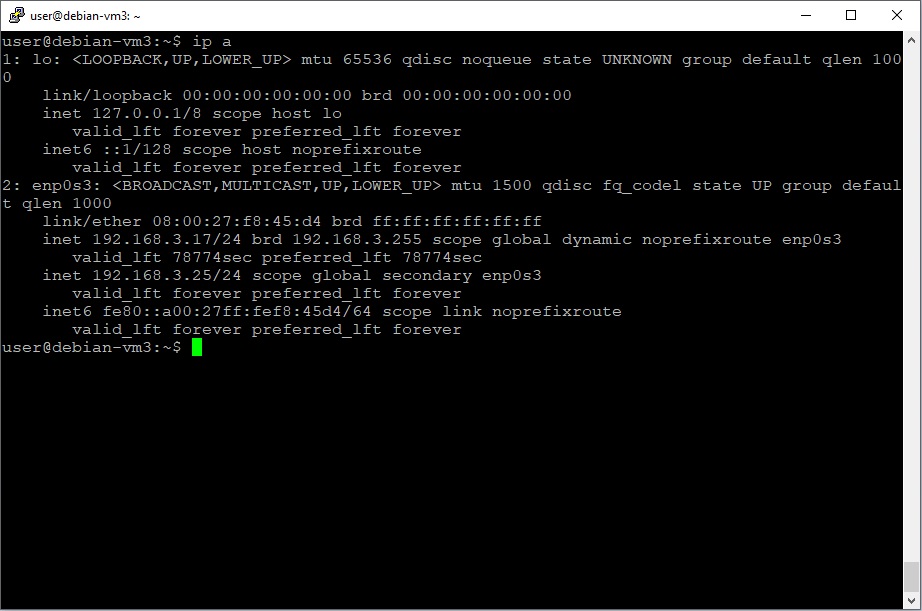 user@debian-vm3: ~
user@debian-vm3:~$ ip a
1: lo: <LOOPBACK,UP,LOWER_UP> mtu 65536 qdisc noqueue state UNKNOWN group default qlen 100
0
    link/loopback 00:00:00:00:00:00 brd 00:00:00:00:00:00
    inet 127.0.0.1/8 scope host lo
       valid_lft forever preferred_lft forever
    inet6 ::1/128 scope host noprefixroute
       valid_lft forever preferred_lft forever
2: enp0s3: <BROADCAST,MULTICAST,UP,LOWER_UP> mtu 1500 qdisc fq_codel state UP group defaul
t qlen 1000
    link/ether 08:00:27:f8:45:d4 brd ff:ff:ff:ff:ff:ff
    inet 192.168.3.17/24 brd 192.168.3.255 scope global dynamic noprefixroute enp0s3
       valid_lft 78774sec preferred_lft 78774sec
    inet 192.168.3.25/24 scope global secondary enp0s3
       valid_lft forever preferred_lft forever
    inet6 fe80::a00:27ff:fef8:45d4/64 scope link noprefixroute
       valid_lft forever preferred_lft forever
user@debian-vm3:~$